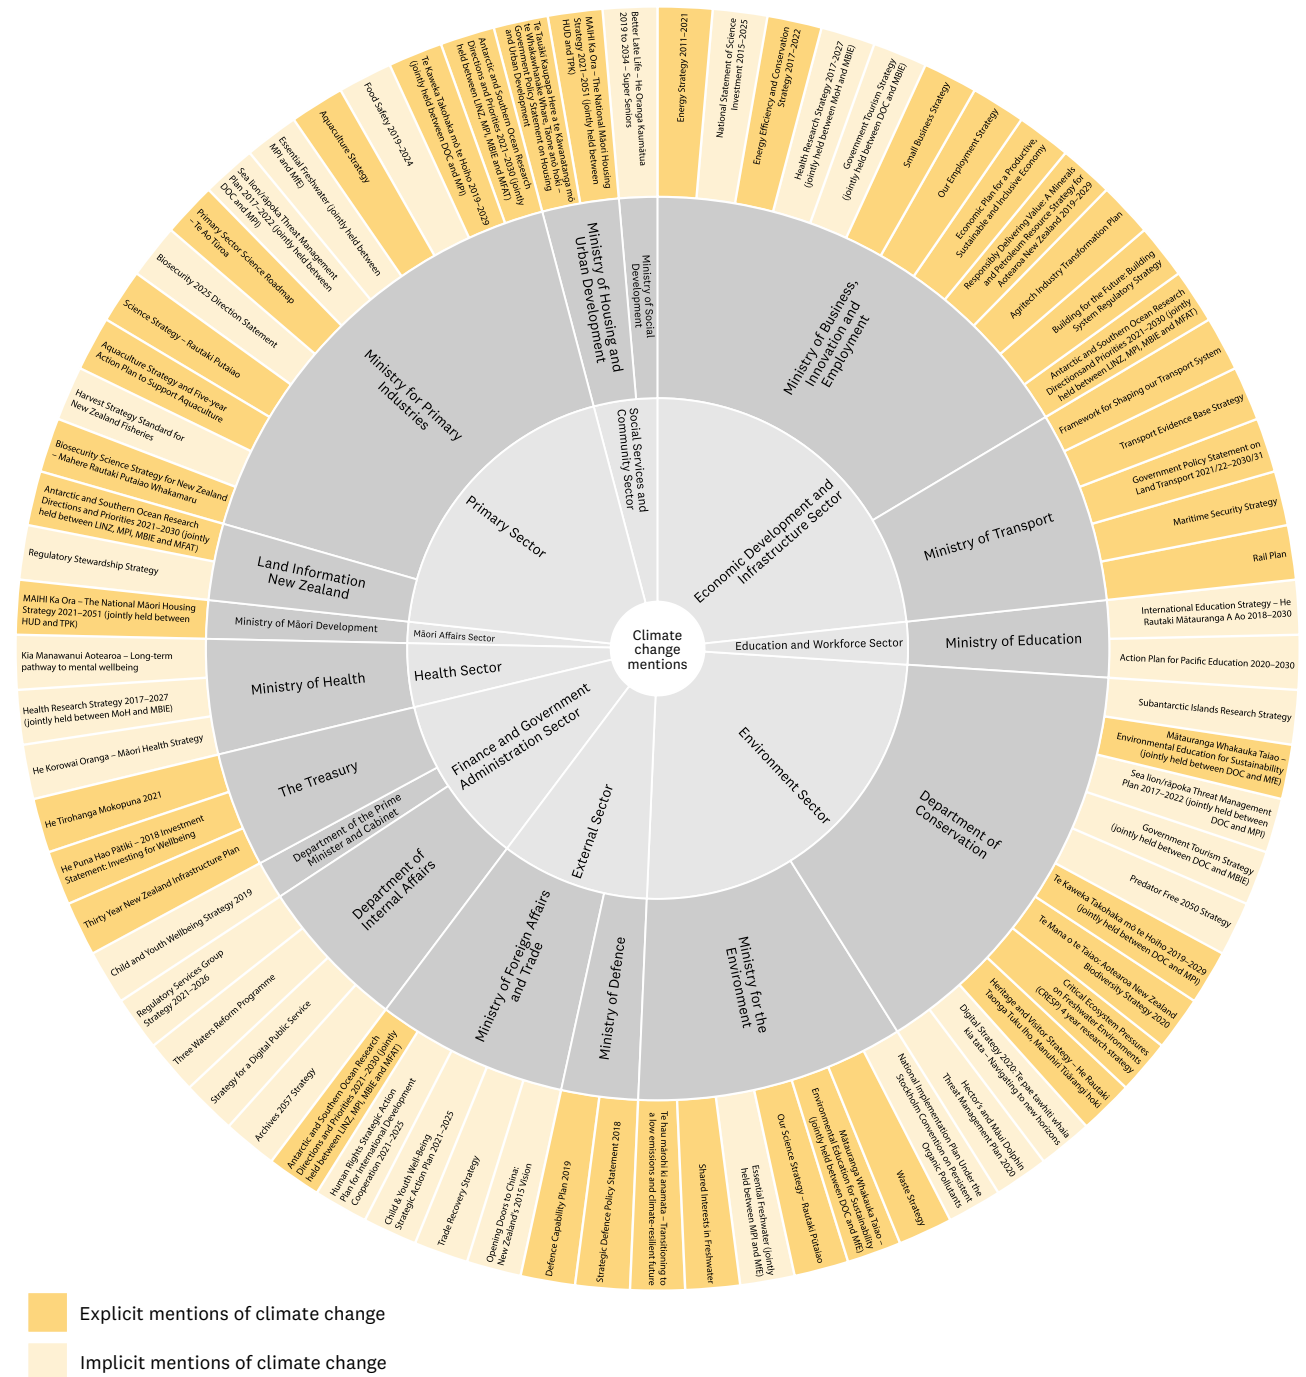 Climate
change
mentions
Economic Development and
Infrastructure Sector
Ministry of Business,
Innovation and
Employment
Energy Strategy 2011–2021
National Statement of Science
Investment 2015–2025
Energy Efficiency and Conservation
Strategy 2017–2022
Health Research Strategy 2017-2027
(jointly held between MoH and MBIE)
Government Tourism Strategy
(jointly held between DOC and MBIE)
Small Business Strategy
Our Employment Strategy
Economic Plan for a Productive,
Sustainable and Inclusive Economy
Responsibly Delivering Value: A Minerals
and Petroleum Resource Strategy for
Aotearoa New Zealand 2019–2029
Agritech Industry Transformation Plan
Building for the Future: Building
System Regulatory Strategy
Antarctic and Southern Ocean Research
Directionsand Priorities 2021–2030 (jointly
held between LINZ, MPI, MBIE and MFAT)
Ministry of Transport
Framework for Shaping our Transport System
Transport Evidence Base Strategy
Government Policy Statement on
Land Transport 2021/22–2030/31
Maritime Security Strategy
Rail Plan
Education and Workforce Sector
Ministry of Education
International Education Strategy – He
Rautaki Mātauranga A Ao 2018–2030
Action Plan for Pacific Education 2020–2030
Environment Sector
Department of
Conservation
Subantarctic Islands Research Strategy
Mātauranga Whakauka Taiao –
Environmental Education for Sustainability
(jointly held between DOC and MfE)
Sea lion/rāpoka Threat Management
Plan 2017–2022 (jointly held between
DOC and MPI)
Government Tourism Strategy
(jointly held between DOC and MBIE)
Predator Free 2050 Strategy
Te Kaweka Takohaka mō te Hoiho 2019–2029
(jointly held between DOC and MPI)
Te Mana o te Taiao: Aotearoa New Zealand
Biodiversity Strategy 2020
Critical Ecosystem Pressures
on Freshwater Environments
(CRESP) 4 year research strategy
Heritage and Visitor Strategy – He Rautaki
Taonga Tuku Iho, Manuhiri Tūārangi hoki
Digital Strategy 2020: Te pae tawhiti whaia
kia tata – Navigating to new horizons
Hector's and Māui Dolphin
Threat Management Plan 2020
Ministry for the
Environment
National Implementation Plan Under the
Stockholm Convention on Persistent
Organic Pollutants
Waste Strategy
Mātauranga Whakauka Taiao –
Environmental Education for Sustainability
(jointly held between DOC and MfE)
Our Science Strategy – Rautaki Pūtaiao
Essential Freshwater (jointly
held between MPI and MfE)
Shared Interests in Freshwater
Te hau mārohi ki anamata – Transitioning to
a low emissions and climate-resilient future
External Sector
Ministry of Defence
Strategic Defence Policy Statement 2018
Defence Capability Plan 2019
Ministry of Foreign Affairs
and Trade
Opening Doors to China:
New Zealand's 2015 Vision
Trade Recovery Strategy
Child & Youth Well-Being
Strategic Action Plan 2021–2025
Human Rights Strategic Action
Plan for International Development
Cooperation 2021–2025
Antarctic and Southern Ocean Research
Directions and Priorities 2021–2030 (jointly
held between LINZ, MPI, MBIE and MFAT)
Finance and Government
Administration Sector
Department of
Internal Affairs
Archives 2057 Strategy
Strategy for a Digital Public Service
Three Waters Reform Programme
Regulatory Services Group
Strategy 2021–2026
Department of the Prime
Minister and Cabinet
Child and Youth Wellbeing Strategy 2019
The Treasury
Thirty Year New Zealand Infrastructure Plan
He Puna Hao Pātiki – 2018 Investment
Statement: Investing for Wellbeing
He Tirohanga Mokopuna 2021
Health Sector
Ministry of Health
He Korowai Oranga – Māori Health Strategy
Health Research Strategy 2017–2027
(jointly held between MoH and MBIE)
Kia Manawanui Aotearoa – Long-term
pathway to mental wellbeing
Māori Affairs Sector
Ministry of Māori Development
MAIHI Ka Ora – The National Māori Housing
Strategy 2021–2051 (jointly held between
HUD and TPK)
Primary Sector
Land Information
New Zealand
Regulatory Stewardship Strategy
Antarctic and Southern Ocean Research
Directions and Priorities 2021–2030 (jointly
held between LINZ, MPI, MBIE and MFAT)
Ministry for Primary
Industries
Biosecurity Science Strategy for New Zealand
– Mahere Rautaki Putaiao Whakamaru
Harvest Strategy Standard for
New Zealand Fisheries
Aquaculture Strategy and Five-year
Action Plan to Support Aquaculture
Science Strategy – Rautaki Putaiao
Biosecurity 2025 Direction Statement
Primary Sector Science Roadmap
– Te Ao Tūroa
Sea lion/rāpoka Threat Management
Plan 2017–2022 (jointly held between
DOC and MPI)
Essential Freshwater (jointly held between
MPI and MfE)
Aquaculture Strategy
Food Safety 2019–2024
Te Kaweka Takohaka mō te Hoiho 2019–2029
(jointly held between DOC and MPI)
Antarctic and Southern Ocean Research
Directions and Priorities 2021–2030 (jointly
held between LINZ, MPI, MBIE and MFAT)
Social Services and
Community Sector
Ministry of Housing and
Urban Development
Te Tauākī Kaupapa Here a te Kāwanatanga mō
te Whakawhanake Whare, Tāone anō hoki –
Government Policy Statement on Housing
and Urban Development
MAIHI Ka Ora – The National Māori Housing
Strategy 2021–2051 (jointly held between
HUD and TPK)
Ministry of Social
Development
Better Late Life – He Oranga Kaumātua
2019 to 2034 – Super Seniors
Explicit mentions of climate change
Implicit mentions of climate change